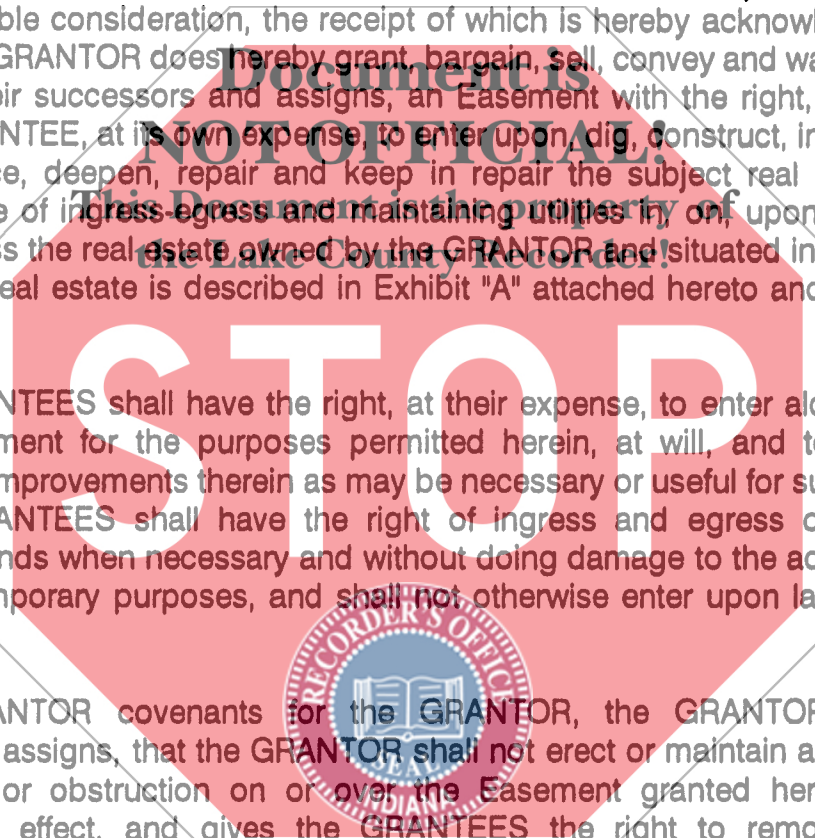 ble consideration, the receipt of which is hereby acknowl
GRANTOR does hereby grant, bargain, sell, convey and wa
Document is
ir successors and assigns, an Easement with the right,
NTEE, at its own expense, to enter upon, dig, construct, in
NOT OFFICIAL!
e, deepen, repair and keep in repair the subject real
e of ingress-egress and maintaining utilities in, on, upon
This Document is the property of
s the real estate owned by the GRANTOR and situated in
the Lake County Recorder!
eal estate is described in Exhibit "A" attached hereto and
STOP
NTEES shall have the right, at their expense, to enter alo
ment for the purposes permitted herein, at will, and t
mprovements therein as may be necessary or useful for su
ANTEES shall have the right of ingress and egress o
nds when necessary and without doing damage to the ad
mporary purposes, and shall not otherwise enter upon la
RECORDER'S OFFICE
SEAL
INDIANA
ANTOR covenants for the GRANTOR, the GRANTOR
assigns, that the GRANTOR shall not erect or maintain a
or obstruction on or over the Easement granted her
effect, and gives the GRANTEES the right to remo